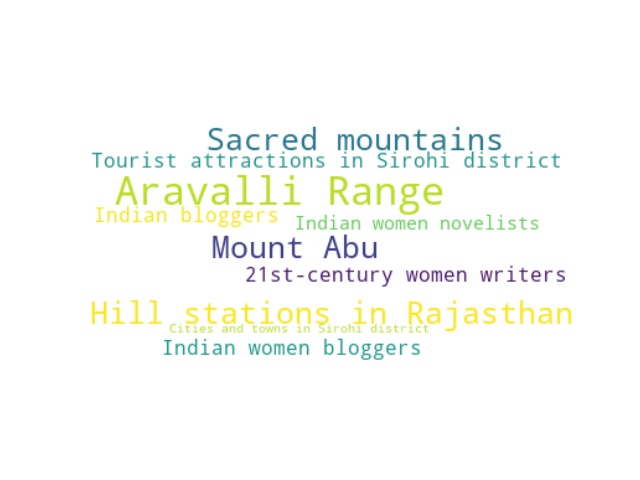 Sacred mountains
Tourist attractions in Sirohi district
Aravalli Range
Indian bloggers
Indian women novelists
Mount Abu
21st-century women writers
Hill stations in Rajasthan
Cities and towns in Sirohi district
Indian women bloggers